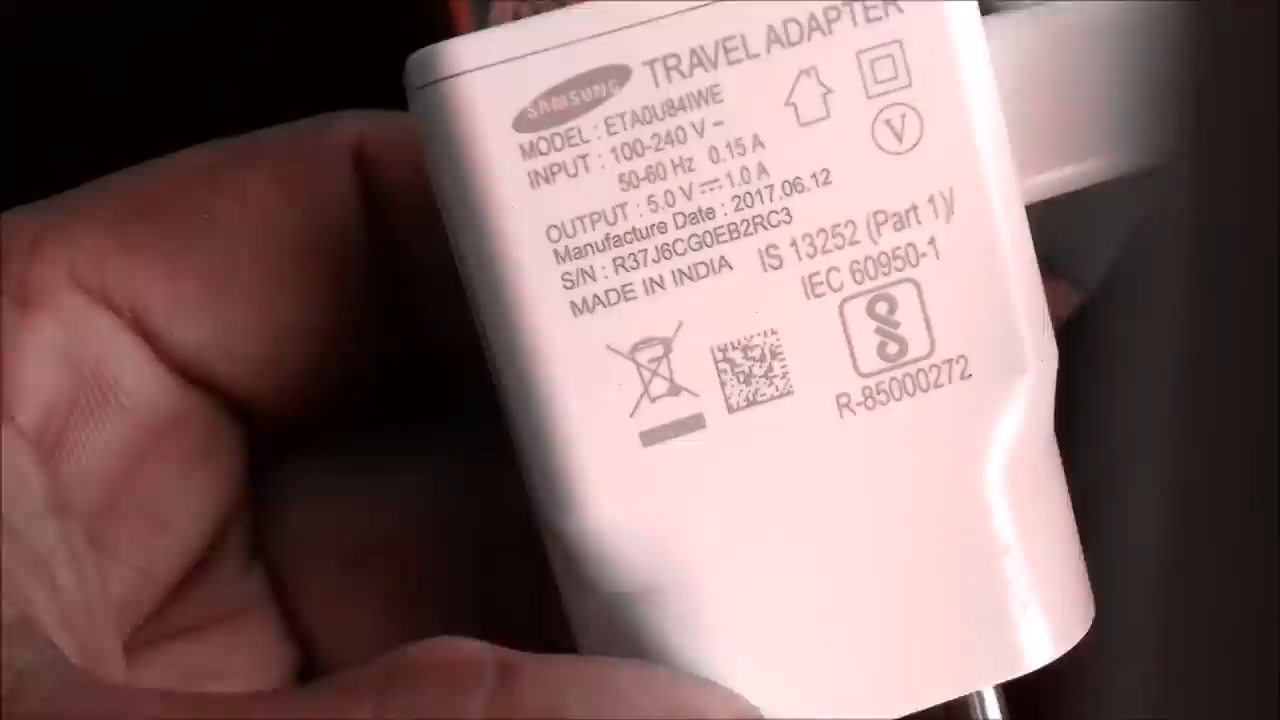 TRAVEL ADAPTER
SAMSUNG
MODEL : ETA0U84IWE
INPUT : 100-240 V ~
50-60 Hz 0.15 A
OUTPUT : 5.0 V ⎓ 1.0 A
Manufacture Date : 2017.06.12
S/N : R37J6CG0EB2RC3
MADE IN INDIA
V
IS 13252 (Part 1)/
IEC 60950-1
R-85000272